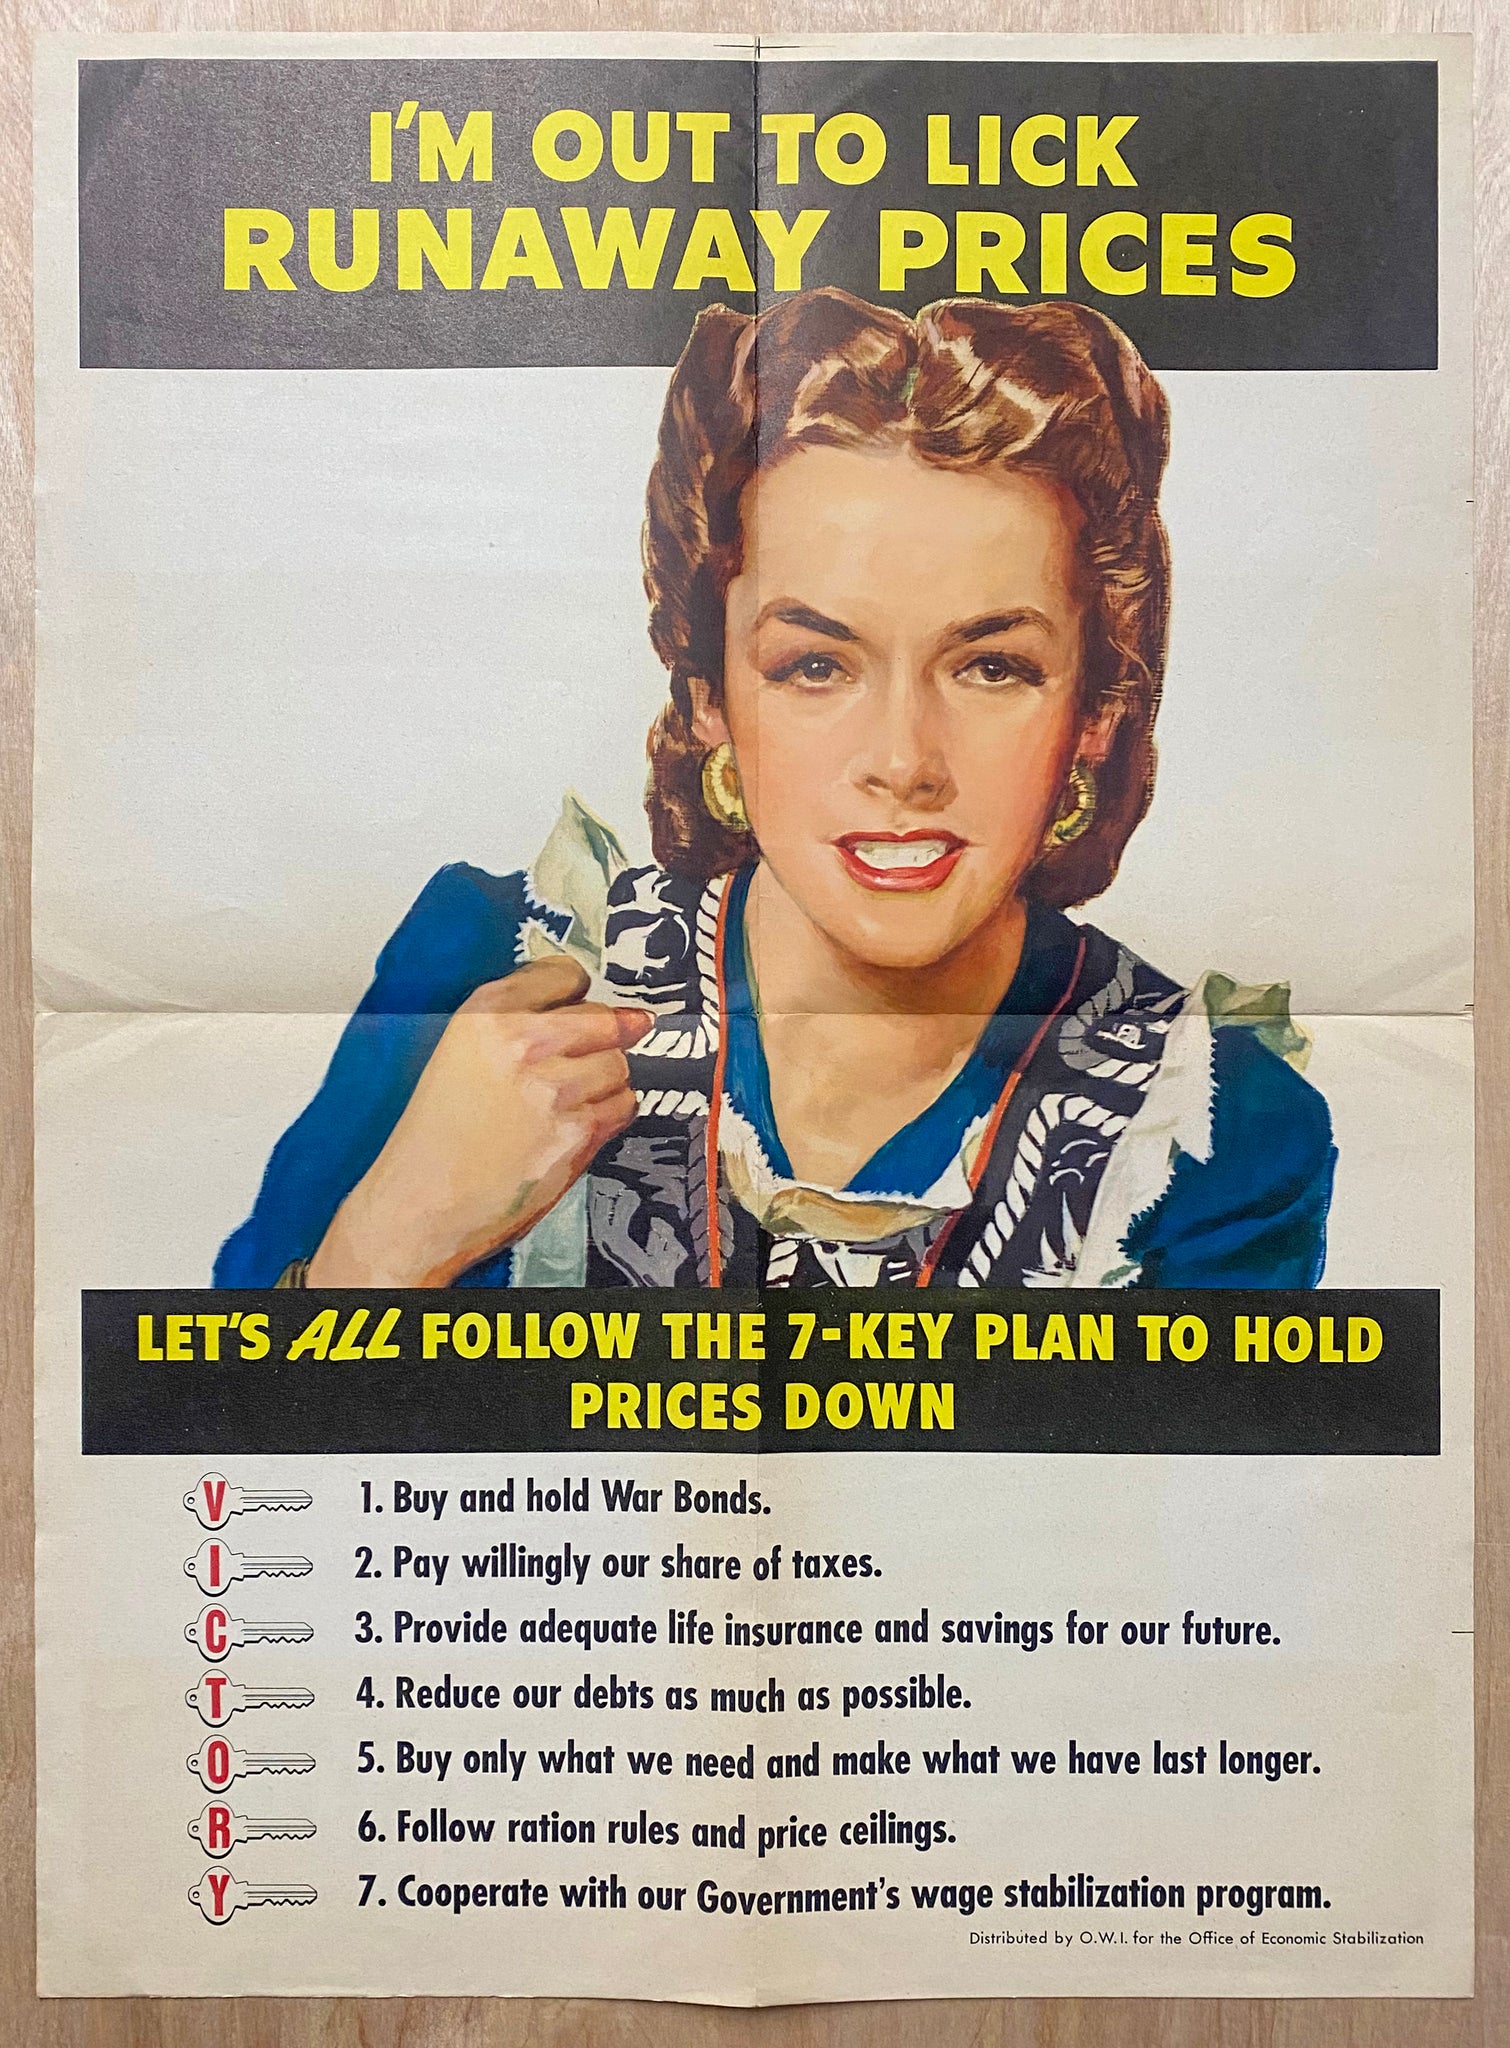 I'M OUT TO LICK
RUNAWAY PRICES
LET'S ALL FOLLOW THE 7-KEY PLAN TO HOLD
PRICES DOWN
V 1. Buy and hold War Bonds.
I 2. Pay willingly our share of taxes.
C 3. Provide adequate life insurance and savings for our future.
T 4. Reduce our debts as much as possible.
O 5. Buy only what we need and make what we have last longer.
R 6. Follow ration rules and price ceilings.
Y 7. Cooperate with our Government's wage stabilization program.
Distributed by O.W.I. for the Office of Economic Stabilization